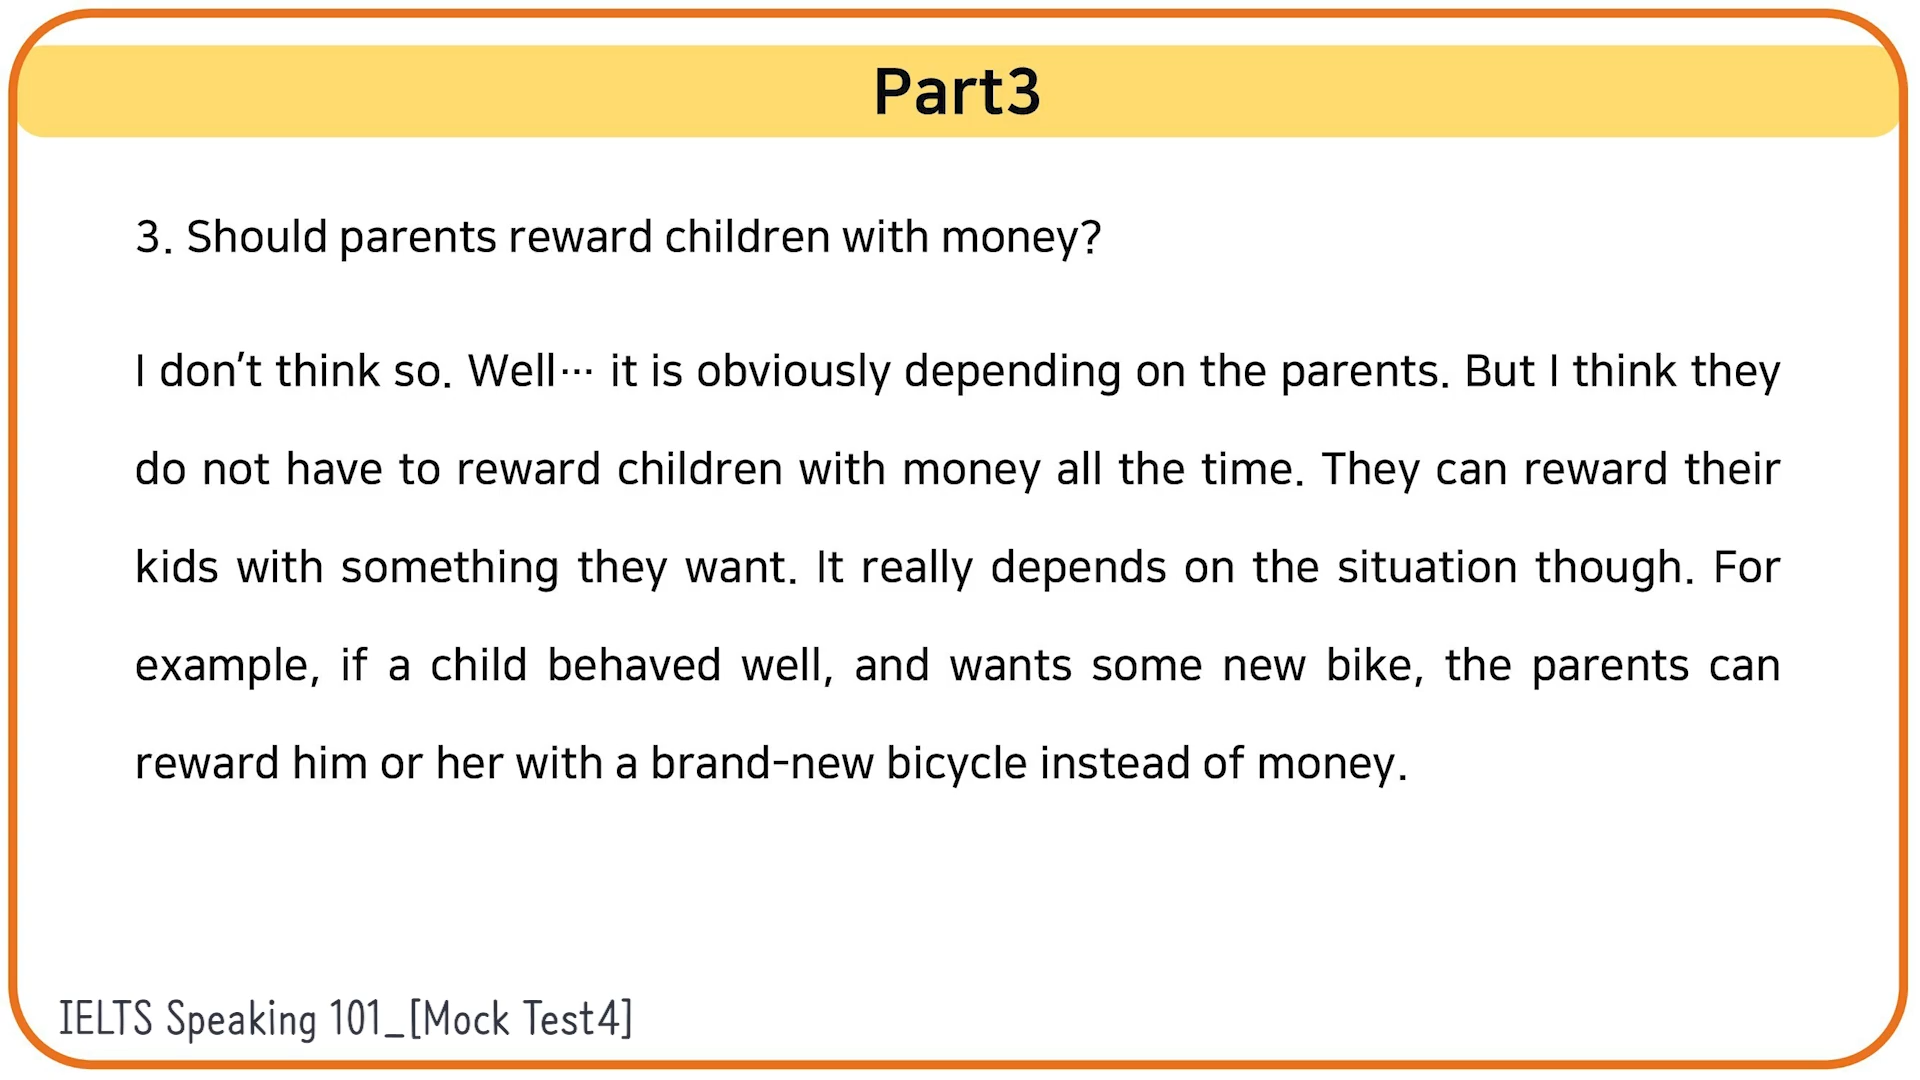 Part3
3. Should parents reward children with money?
I don’t think so. Well⋯ it is obviously depending on the parents. But I think they
do not have to reward children with money all the time. They can reward their
kids with something they want. It really depends on the situation though. For
example, if a child behaved well, and wants some new bike, the parents can
reward him or her with a brand-new bicycle instead of money.
IELTS Speaking 101_[Mock Test4]